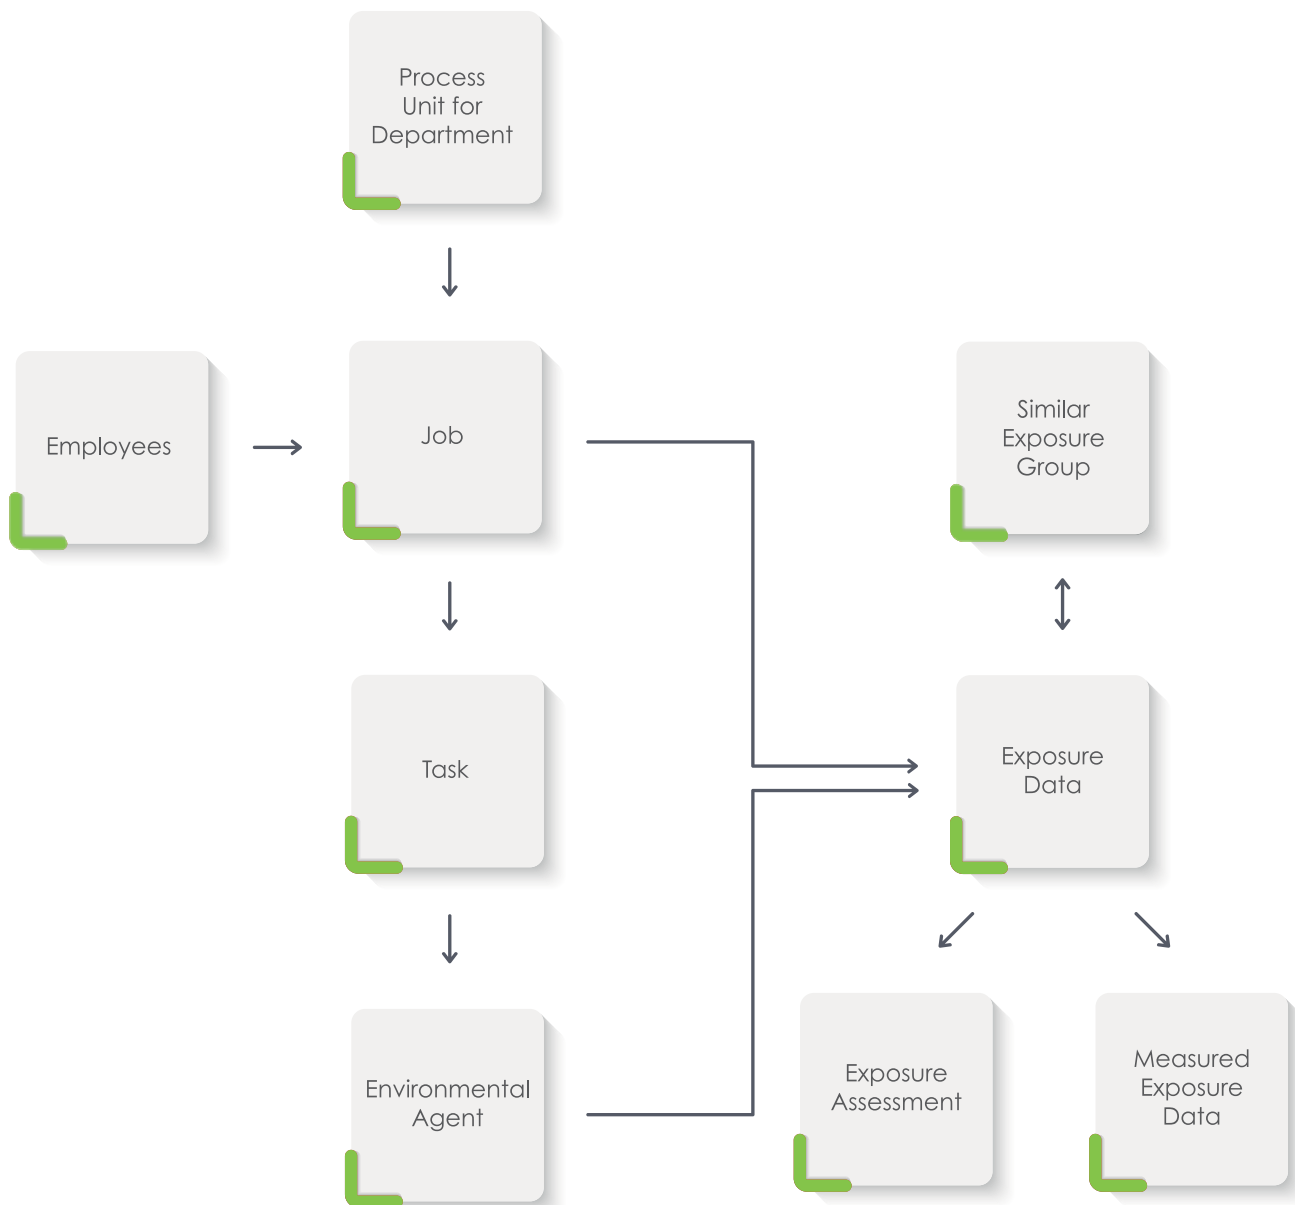 Process
Unit for
Department
Employees
Job
Similar
Exposure
Group
Task
Exposure
Data
Environmental
Agent
Exposure
Assessment
Measured
Exposure
Data